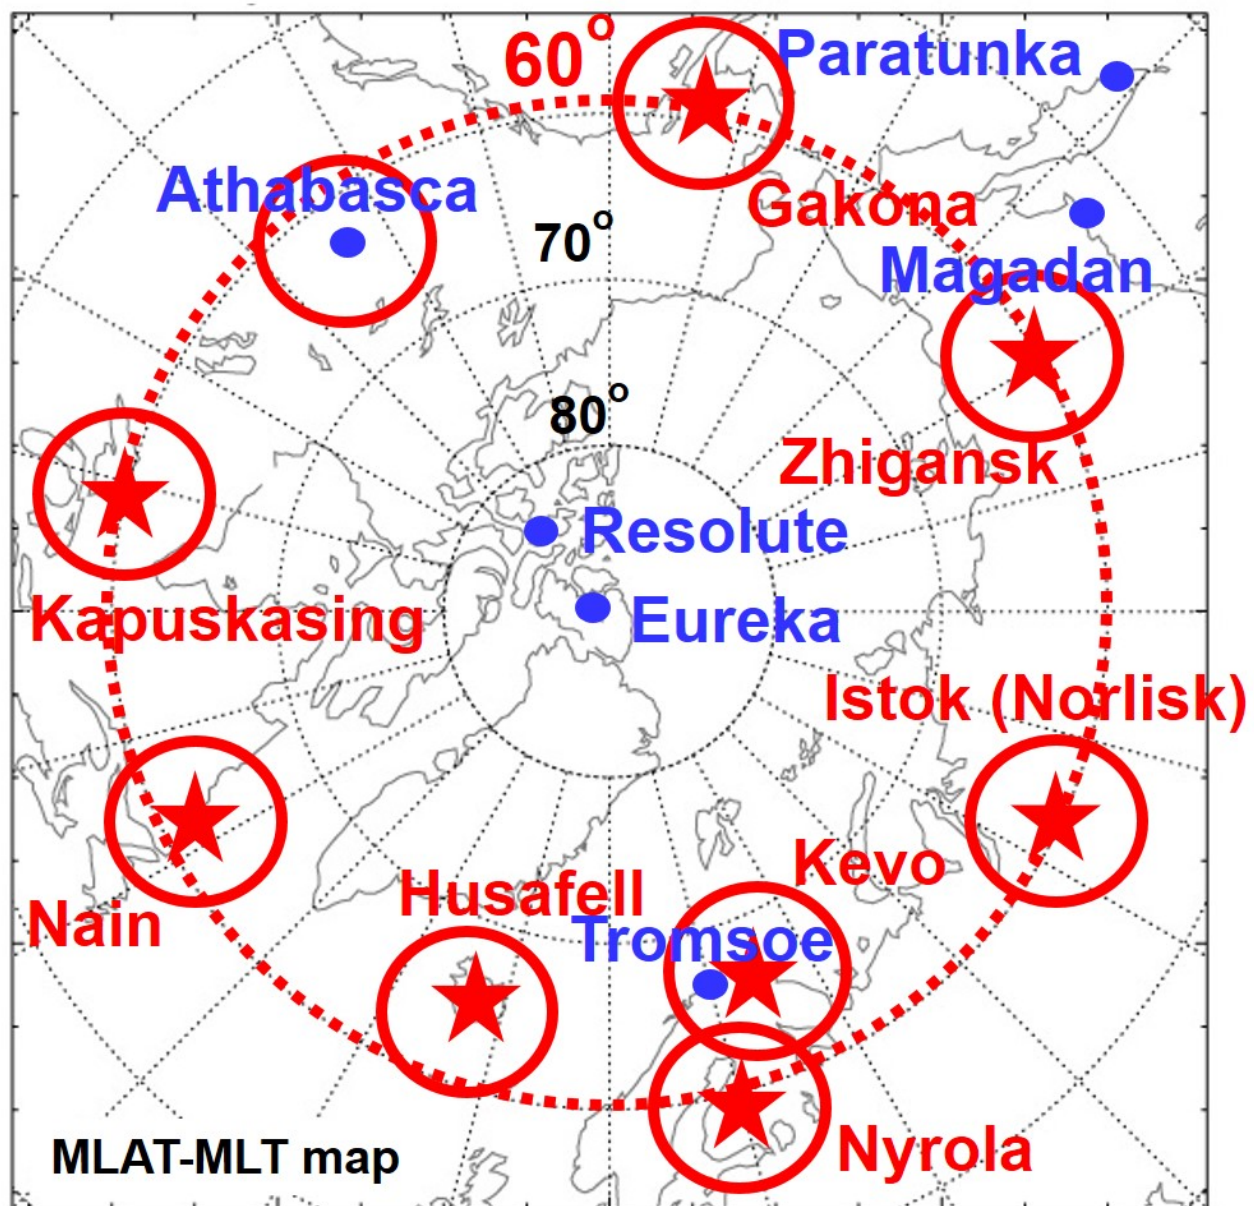 60°
Paratunka
Athabasca
Gakona
70°
Magadan
80°
Zhigansk
Resolute
Kapuskasing
Eureka
Istok (Norlisk)
Kevo
Husafell
Nain
Tromsoe
Nyrola
MLAT-MLT map